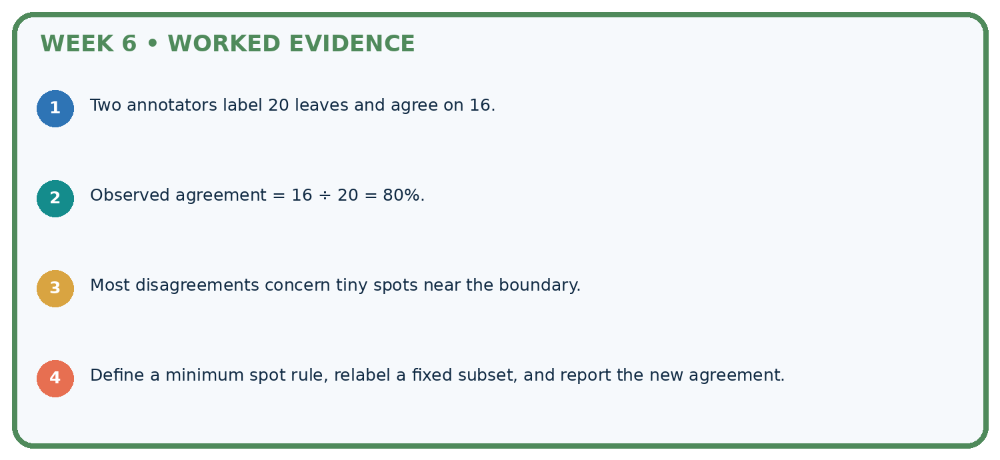 WEEK 6 • WORKED EVIDENCE
1 Two annotators label 20 leaves and agree on 16.
2 Observed agreement = 16 ÷ 20 = 80%.
3 Most disagreements concern tiny spots near the boundary.
4 Define a minimum spot rule, relabel a fixed subset, and report the new agreement.